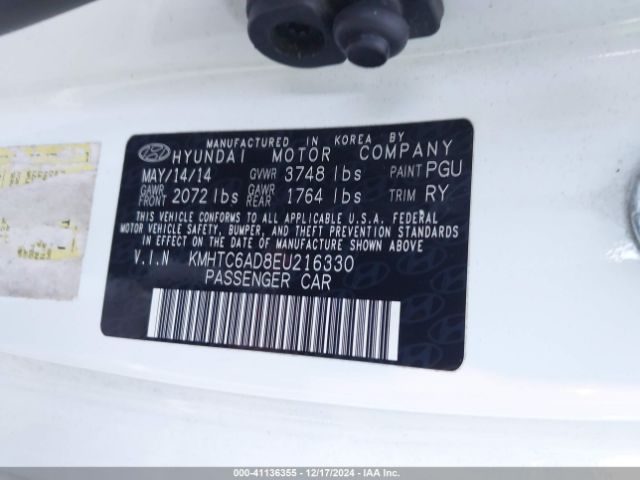 MANUFACTURED IN KOREA BY
HYUNDAI MOTOR COMPANY
MAY/14/14 GVWR 3748 lbs PAINT PGU
GAWR FRONT 2072 lbs GAWR REAR 1764 lbs TRIM RY
THIS VEHICLE CONFORMS TO ALL APPLICABLE U.S.A. FEDERAL
MOTOR VEHICLE SAFETY, BUMPER, AND THEFT PREVENTION STANDARDS
IN EFFECT ON THE DATE OF MANUFACTURE SHOWN ABOVE.
V.I.N KMHTC6AD8EU216330
PASSENGER CAR
000-41136355 - 12/17/2024 - IAAI.com